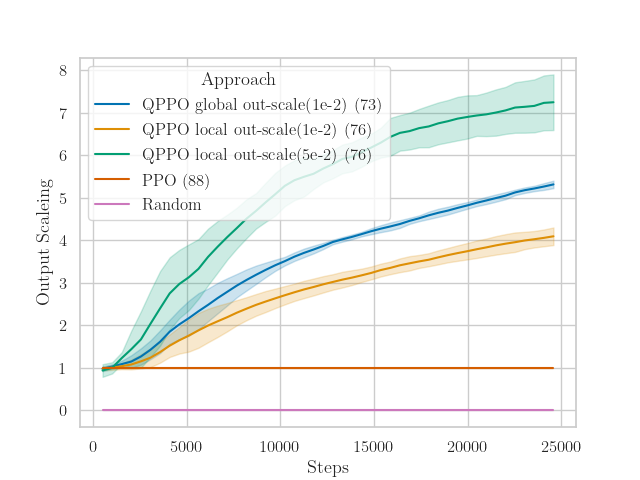 Approach
QPPO global out-scale(1e-2) (73)
QPPO local out-scale(1e-2) (76)
QPPO local out-scale(5e-2) (76)
PPO (88)
Random
8
7
6
5
4
3
2
1
0
Output Scaleing
0 5000 10000 15000 20000 25000
Steps